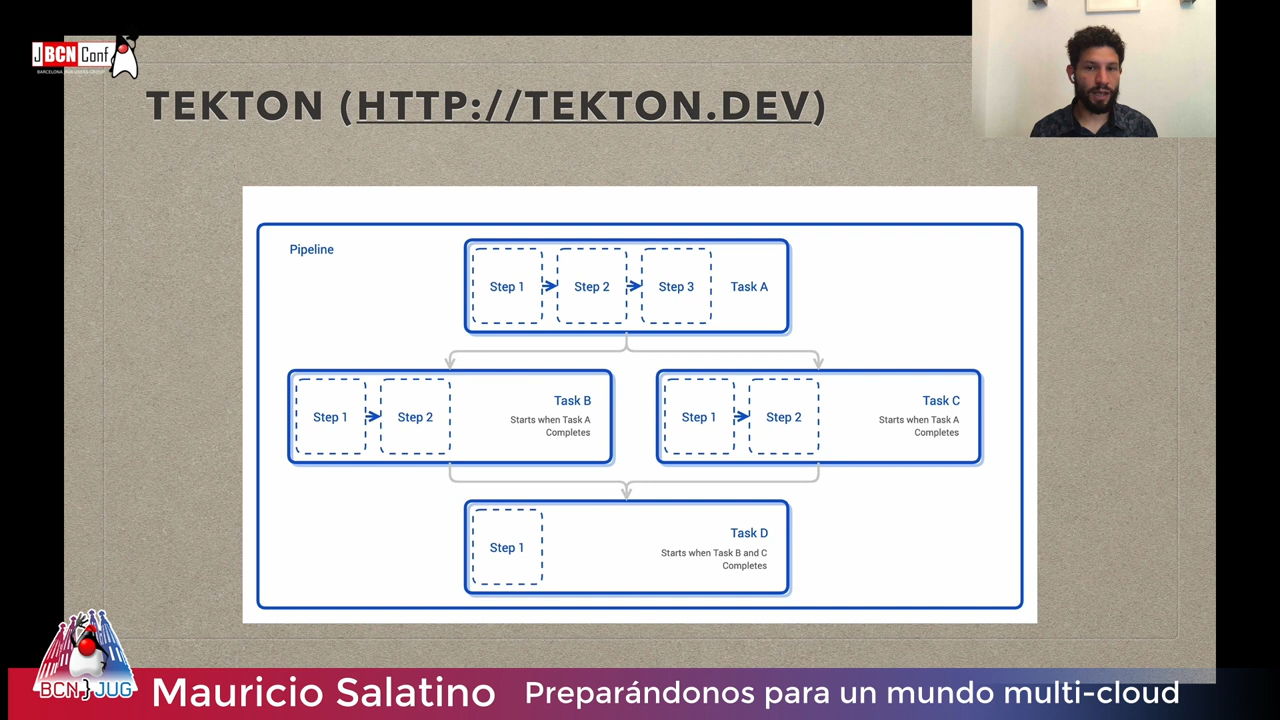 JBCNConf
TEKTON (HTTP://TEKTON.DEV)
Pipeline
Step 1
Step 2
Step 3
Task A
Step 1
Step 2
Task B
Starts when Task A
Completes
Step 1
Step 2
Task C
Starts when Task A
Completes
Step 1
Task D
Starts when Task B and C
Completes
BCN JUG
Mauricio Salatino
Preparándonos para un mundo multi-cloud